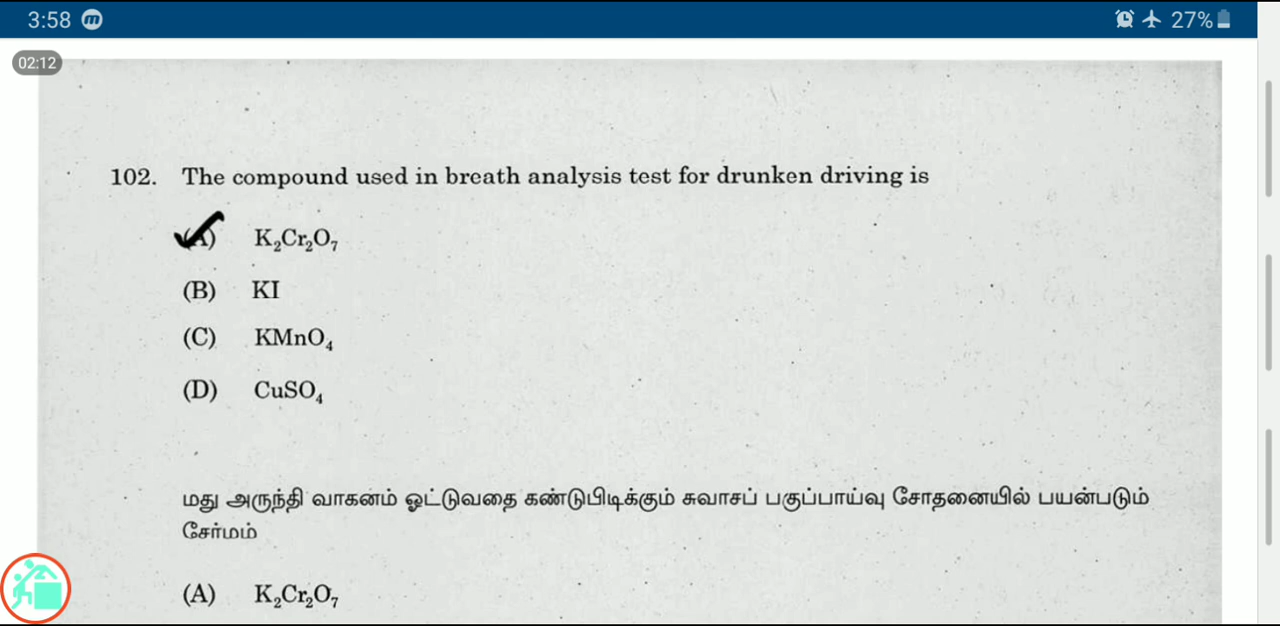 3:58 m 27%
02:12
102. The compound used in breath analysis test for drunken driving is
(A) K₂Cr₂O₇
(B) KI
(C) KMnO₄
(D) CuSO₄
மது அருந்தி வாகனம் ஓட்டுவதை கண்டுபிடிக்கும் சுவாசப் பகுப்பாய்வு சோதனையில் பயன்படும்
சேர்மம்
(A) K₂Cr₂O₇